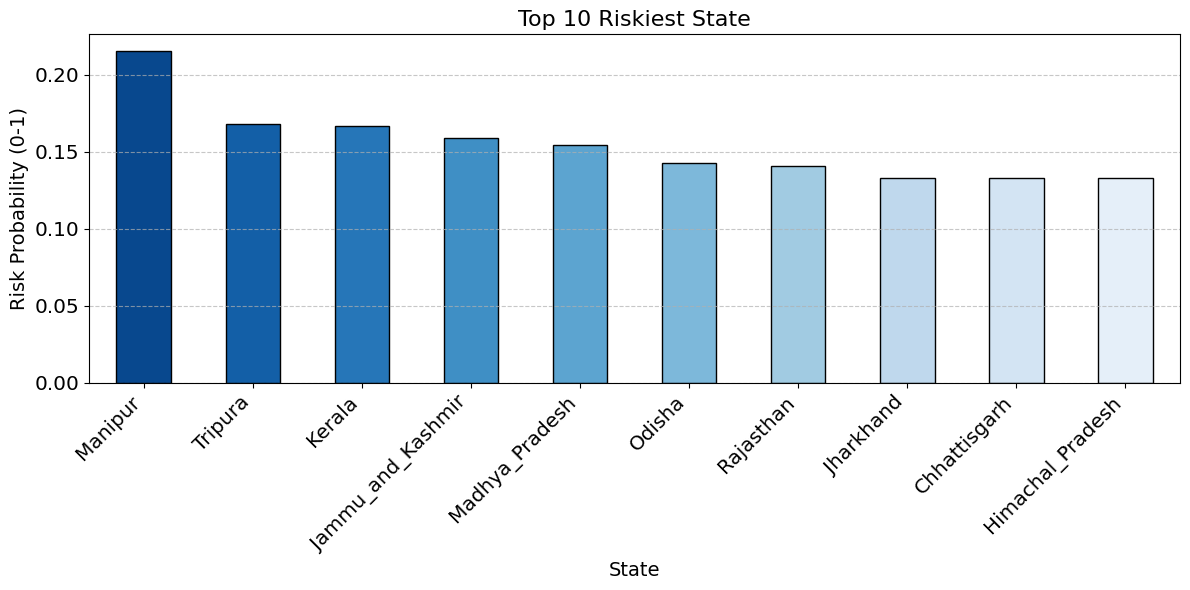 Top 10 Riskiest State
Risk Probability (0-1)
0.20
0.15
0.10
0.05
0.00
Manipur
Tripura
Kerala
Jammu_and_Kashmir
Madhya_Pradesh
Odisha
Rajasthan
Jharkhand
Chhattisgarh
Himachal_Pradesh
State